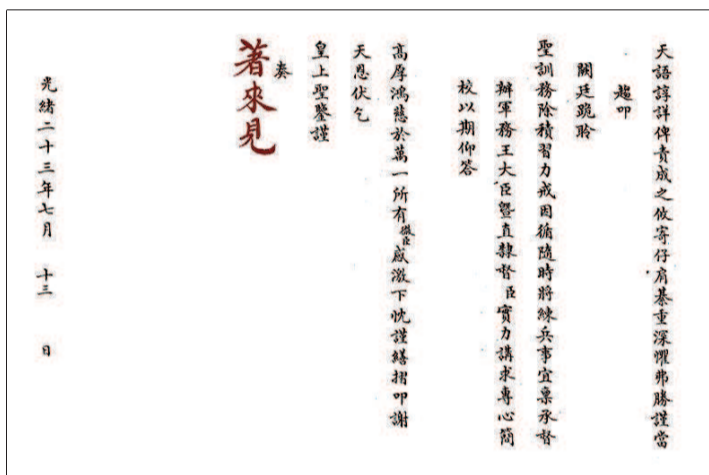 天語諄詳俾責成之攸寄仔肩綦重深懼弗勝謹當
趨叩
闕廷跪聆
聖訓務除積習力戒因循隨時將練兵事宜稟承督
辦軍務王大臣暨直隸督臣實力講求專心簡
校以期仰答
高厚鴻慈於萬一所有微臣感激下忱謹繕摺叩謝
天恩伏乞
皇上聖鑒謹
奏
著來見
光緒二十三年七月 十三 日